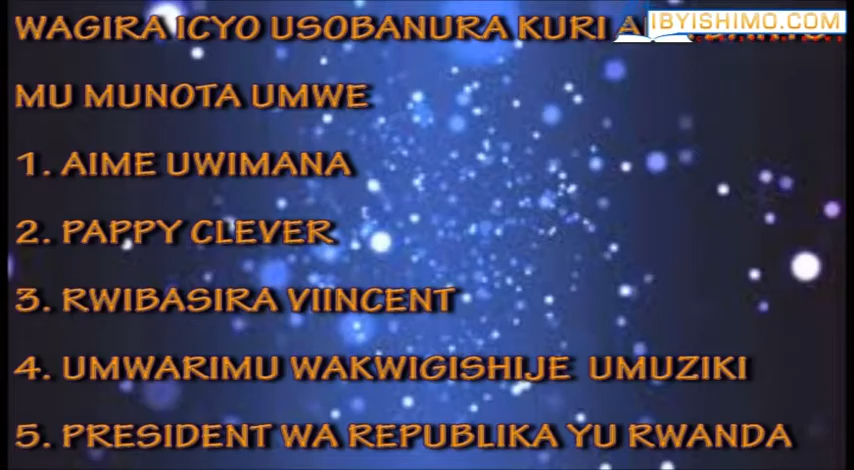 WAGIRA ICYO USOBANURA KURI
IBYISHIMO.COM
MU MUNOTA UMWE
1. AIME UWIMANA
2. PAPPY CLEVER
3. RWIBASIRA VIINCENT
4. UMWARIMU WAKWIGISHIJE UMUZIKI
5. PRESIDENT WA REPUBLIKA YU RWANDA